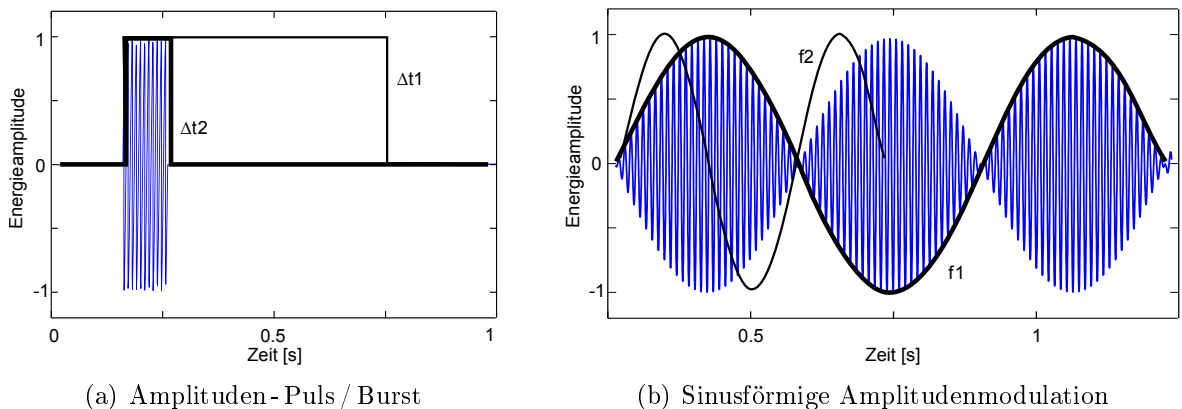 1
0
-1
Energieamplitude
Δt1
Δt2
0
0.5
1
Zeit [s]
(a) Amplituden-Puls / Burst
1
0
-1
Energieamplitude
f2
f1
0.5
1
Zeit [s]
(b) Sinusförmige Amplitudenmodulation